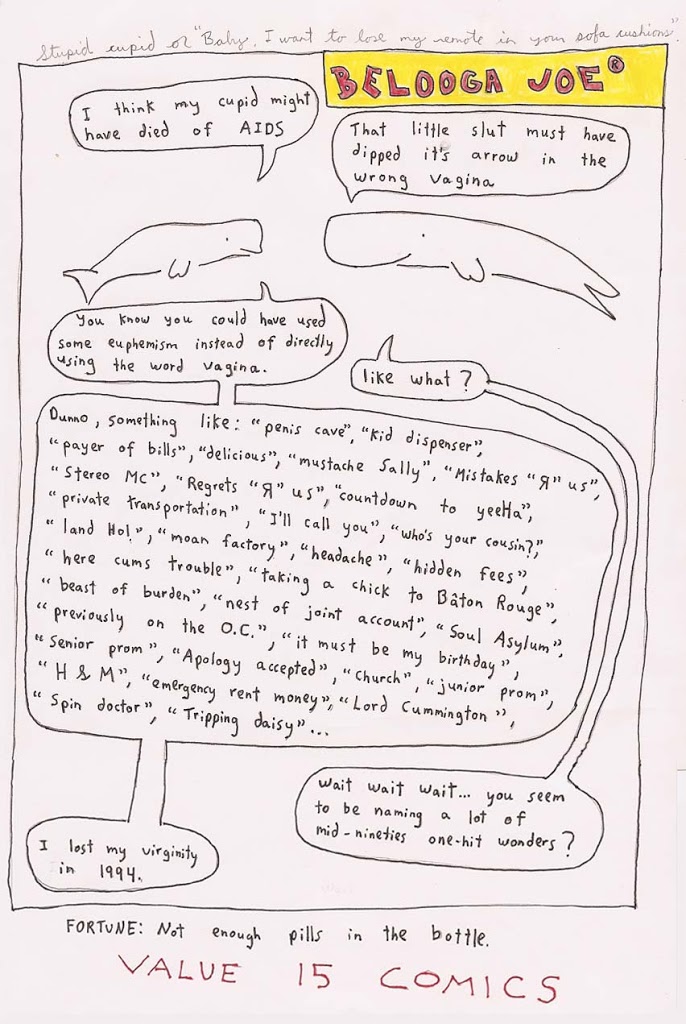 Stupid cupid or "Baby, I want to lose my remote in your sofa cushions."
BELOOGA JOE®
I think my cupid might
have died of AIDS
That little slut must have
dipped it's arrow in the
wrong vagina
You know you could have used
some euphemism instead of directly
using the word vagina.
like what?
Dunno, something like: "penis cave", "kid dispenser",
"payer of bills", "delicious", "mustache Sally", "Mistakes "Я" us",
"Stereo Mc", "Regrets "Я" us", "countdown to yeeHa",
"private transportation", "I'll call you", "who's your cousin?",
"land Ho!", "moan factory", "headache", "hidden fees",
"here cums trouble", "taking a chick to Bâton Rouge",
"beast of burden", "nest of joint account", "Soul Asylum",
"previously on the O.C.", "it must be my birthday",
"Senior prom", "Apology accepted", "Church", "junior prom",
"H & M", "emergency rent money", "Lord Cummington",
"Spin doctor", "Tripping daisy"...
Wait wait wait... you seem
to be naming a lot of
mid-nineties one-hit wonders?
I lost my virginity
in 1994.
FORTUNE: Not enough pills in the bottle.
VALUE 15 COMICS